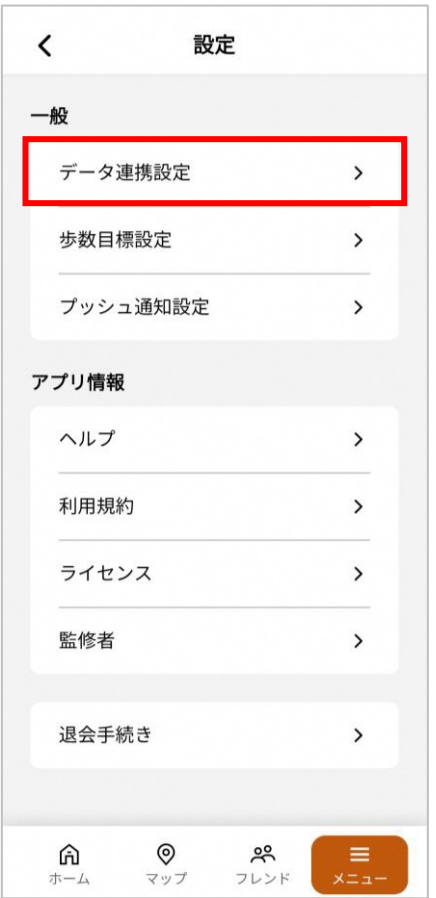 設定
一般
データ連携設定
歩数目標設定
プッシュ通知設定
アプリ情報
ヘルプ
利用規約
ライセンス
監修者
退会手続き
ホーム マップ フレンド メニュー